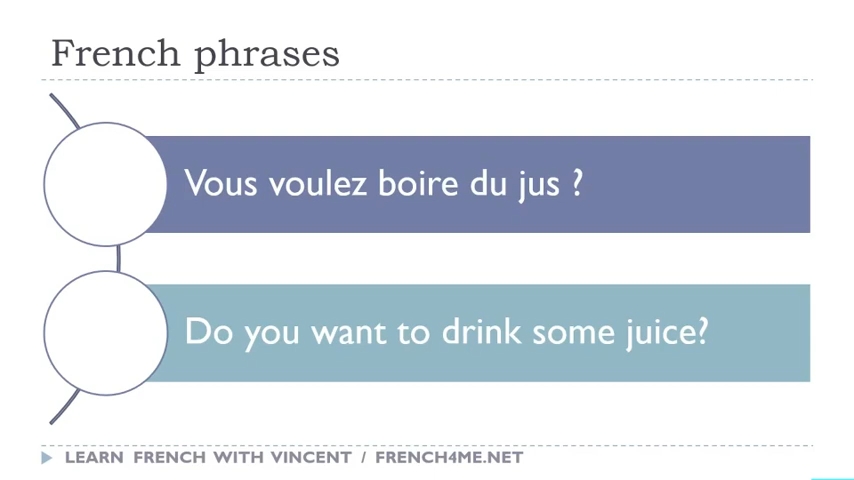 French phrases
Vous voulez boire du jus ?
Do you want to drink some juice?
LEARN FRENCH WITH VINCENT / FRENCH4ME.NET